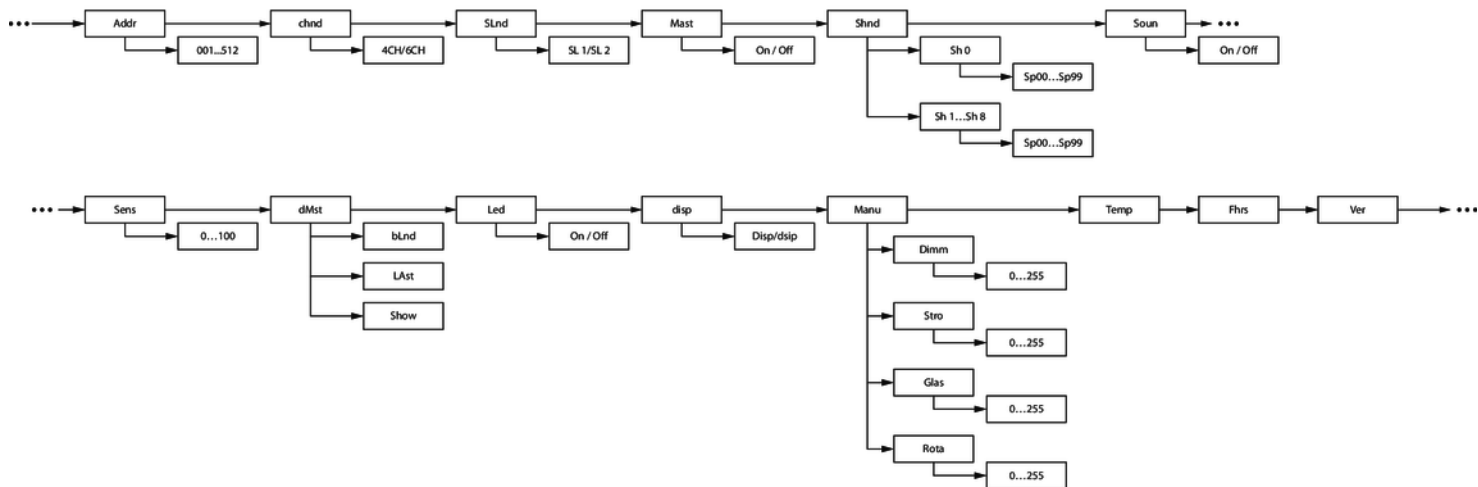 ••• Addr chnd SLnd Mast Shnd Soun •••
001...512 4CH/6CH SL 1/SL 2 On / Off Sh 0 On / Off
Sp00...Sp99
Sh 1...Sh 8
Sp00...Sp99
••• Sens dMst Led disp Manu Temp Fhrs Ver •••
0...100 bLnd On / Off Disp/dsip Dimm
LAst 0...255
Show Stro
0...255
Glas
0...255
Rota
0...255